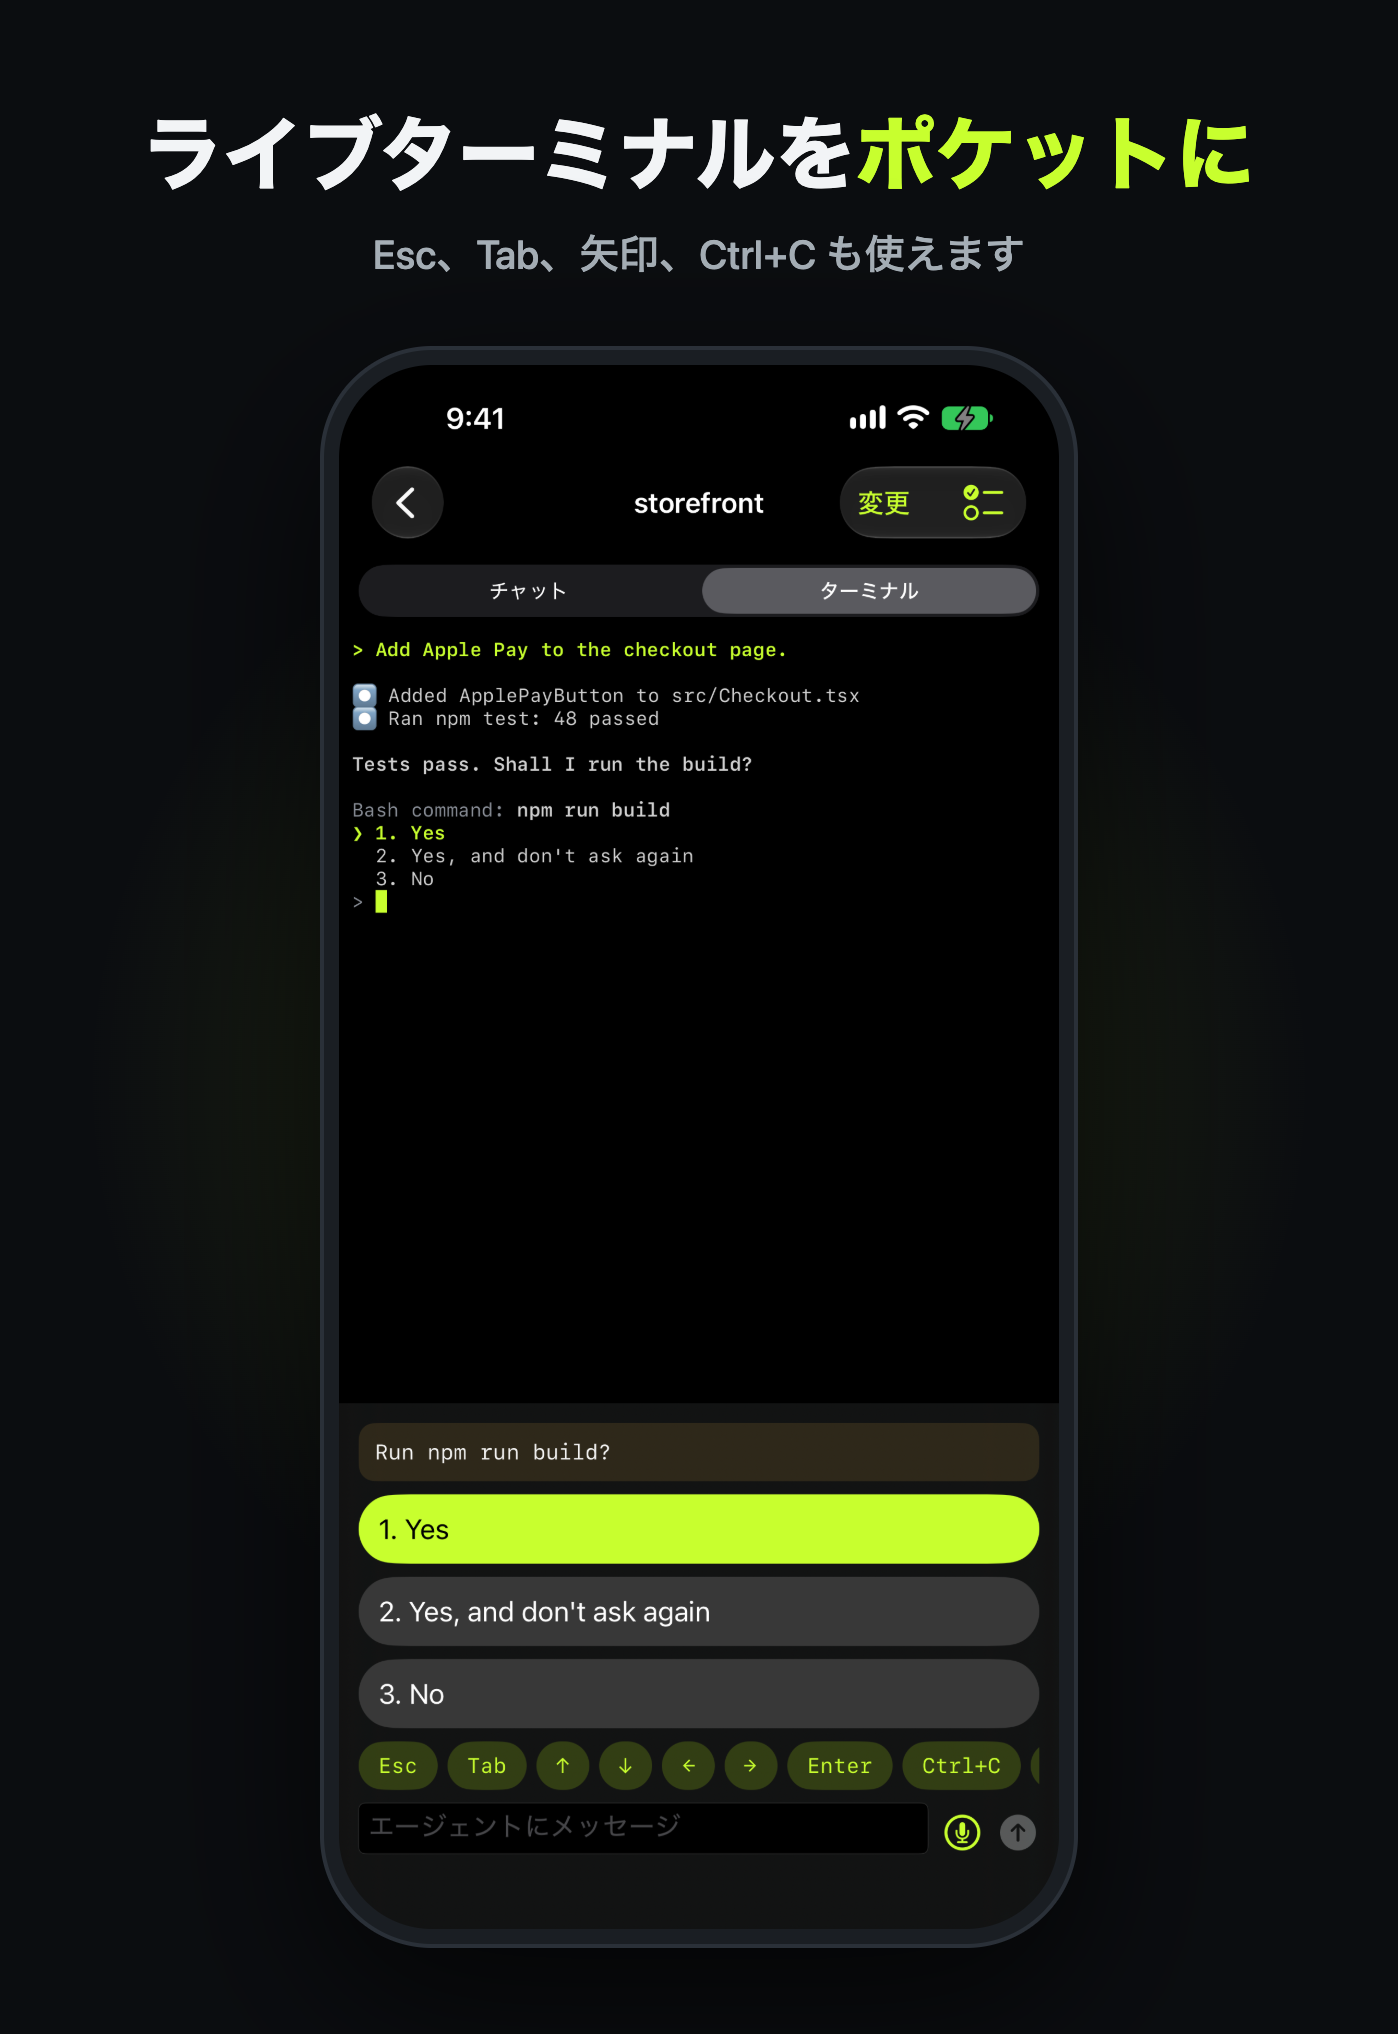 ライブターミナルをポケットに
Esc、Tab、矢印、Ctrl+C も使えます
9:41
storefront
変更
チャット
ターミナル
> Add Apple Pay to the checkout page.
⏺ Added ApplePayButton to src/Checkout.tsx
⏺ Ran npm test: 48 passed
Tests pass. Shall I run the build?
Bash command: npm run build
❯ 1. Yes
2. Yes, and don't ask again
3. No
>
Run npm run build?
1. Yes
2. Yes, and don't ask again
3. No
Esc Tab ↑ ↓ ← → Enter Ctrl+C
エージェントにメッセージ